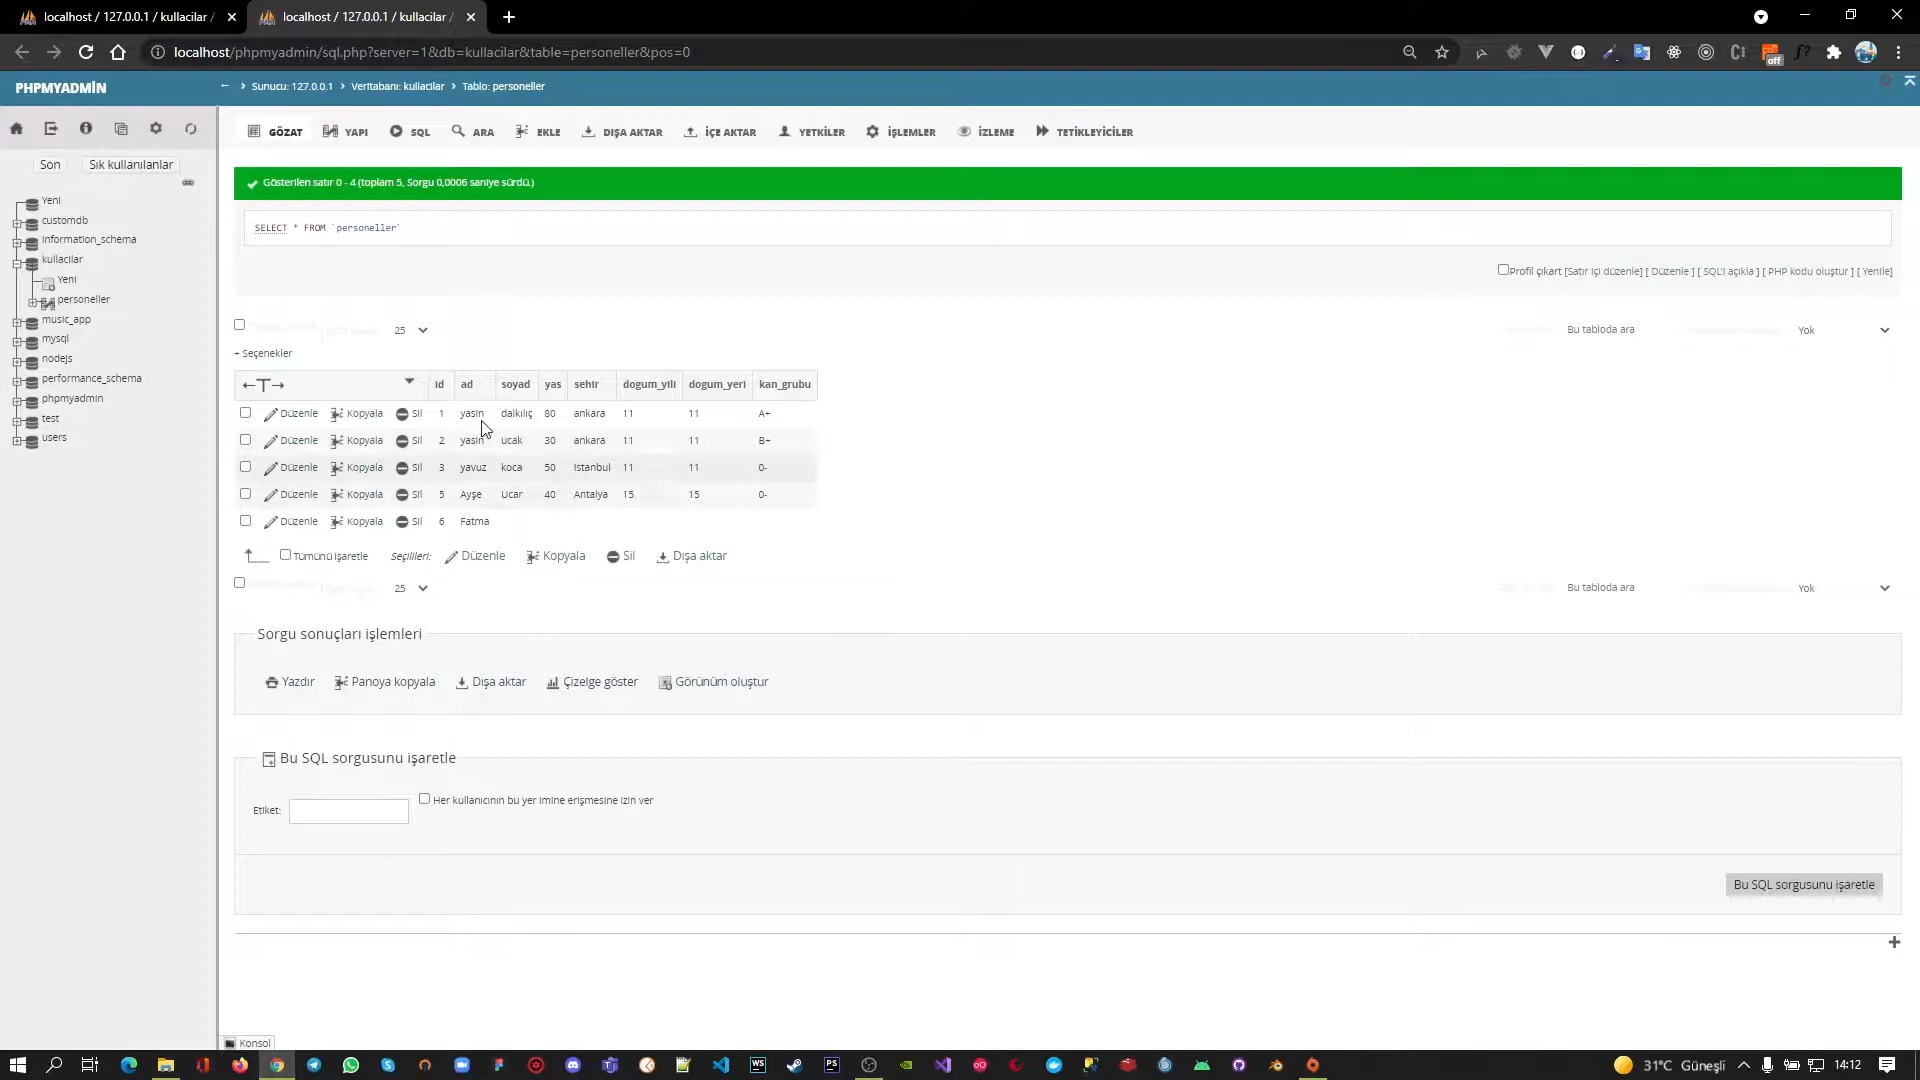 localhost / 127.0.0.1 / kullacilar /
localhost / 127.0.0.1 / kullacilar /
localhost/phpmyadmin/sql.php?server=1&db=kullacilar&table=personeller&pos=0
off
PHPMYADMİN
Sunucu: 127.0.0.1 › Veritabanı: kullacilar › Tablo: personeller
GÖZAT YAPI SQL ARA EKLE DIŞA AKTAR İÇE AKTAR YETKİLER İŞLEMLER İZLEME TETİKLEYİCİLER
Son Sık kullanılanlar
Yeni
customdb
information_schema
kullacilar
Yeni
personeller
music_app
mysql
nodejs
performance_schema
phpmyadmin
test
users
Gösterilen satır 0 - 4 (toplam 5, Sorgu 0,0006 saniye sürdü.)
SELECT * FROM `personeller`
Profil çıkart [Satır içi düzenle] [ Düzenle ] [ SQL'i açıkla ] [ PHP kodu oluştur ] [ Yenile]
25 Bu tabloda ara Yok
+ Seçenekler
←T→ id ad soyad yas sehir dogum_yili dogum_yeri kan_grubu
Düzenle Kopyala Sil 1 yasin dalkılıç 80 ankara 11 11 A+
Düzenle Kopyala Sil 2 yasin ucak 30 ankara 11 11 B+
Düzenle Kopyala Sil 3 yavuz koca 50 Istanbul 11 11 0-
Düzenle Kopyala Sil 5 Ayşe Ucar 40 Antalya 15 15 0-
Düzenle Kopyala Sil 6 Fatma
Tümünü işaretle Seçilileri: Düzenle Kopyala Sil Dışa aktar
25 Bu tabloda ara Yok
Sorgu sonuçları işlemleri
Yazdır Panoya kopyala Dışa aktar Çizelge göster Görünüm oluştur
Bu SQL sorgusunu işaretle
Etiket: Her kullanıcının bu yer imine erişmesine izin ver
Bu SQL sorgusunu işaretle
Konsol
31°C Güneşli 14:12